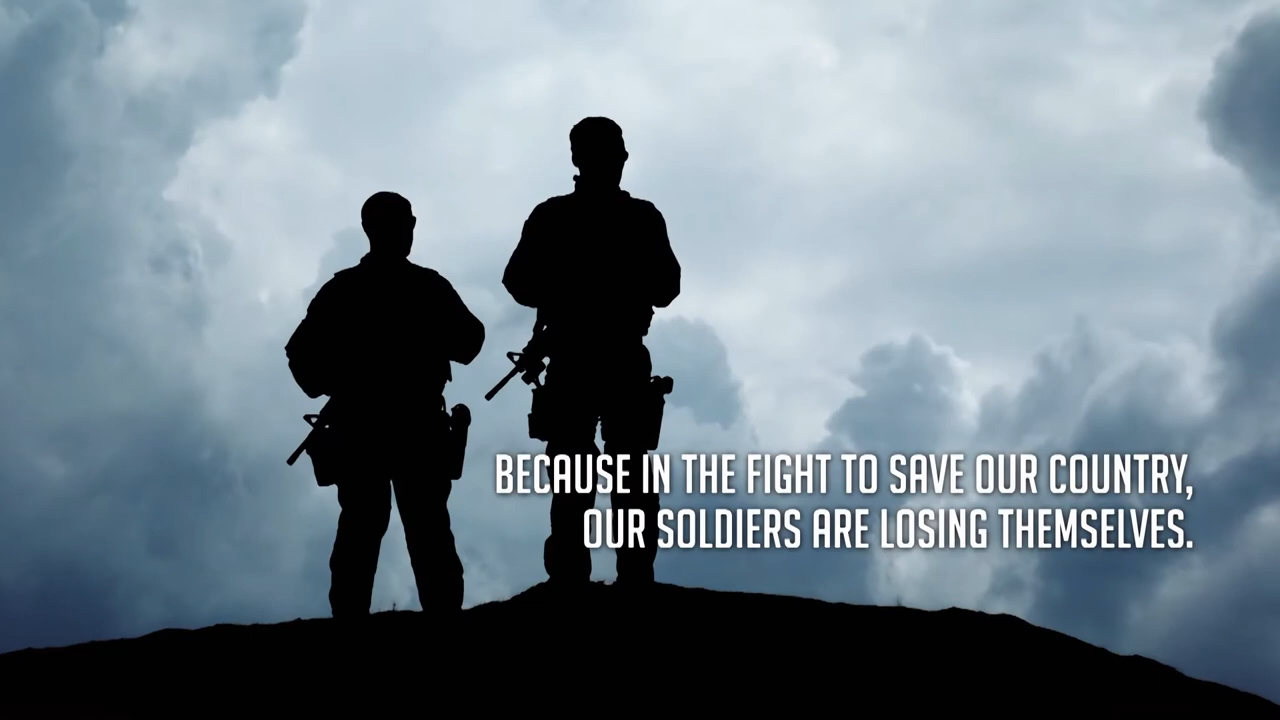 BECAUSE IN THE FIGHT TO SAVE OUR COUNTRY,
OUR SOLDIERS ARE LOSING THEMSELVES.